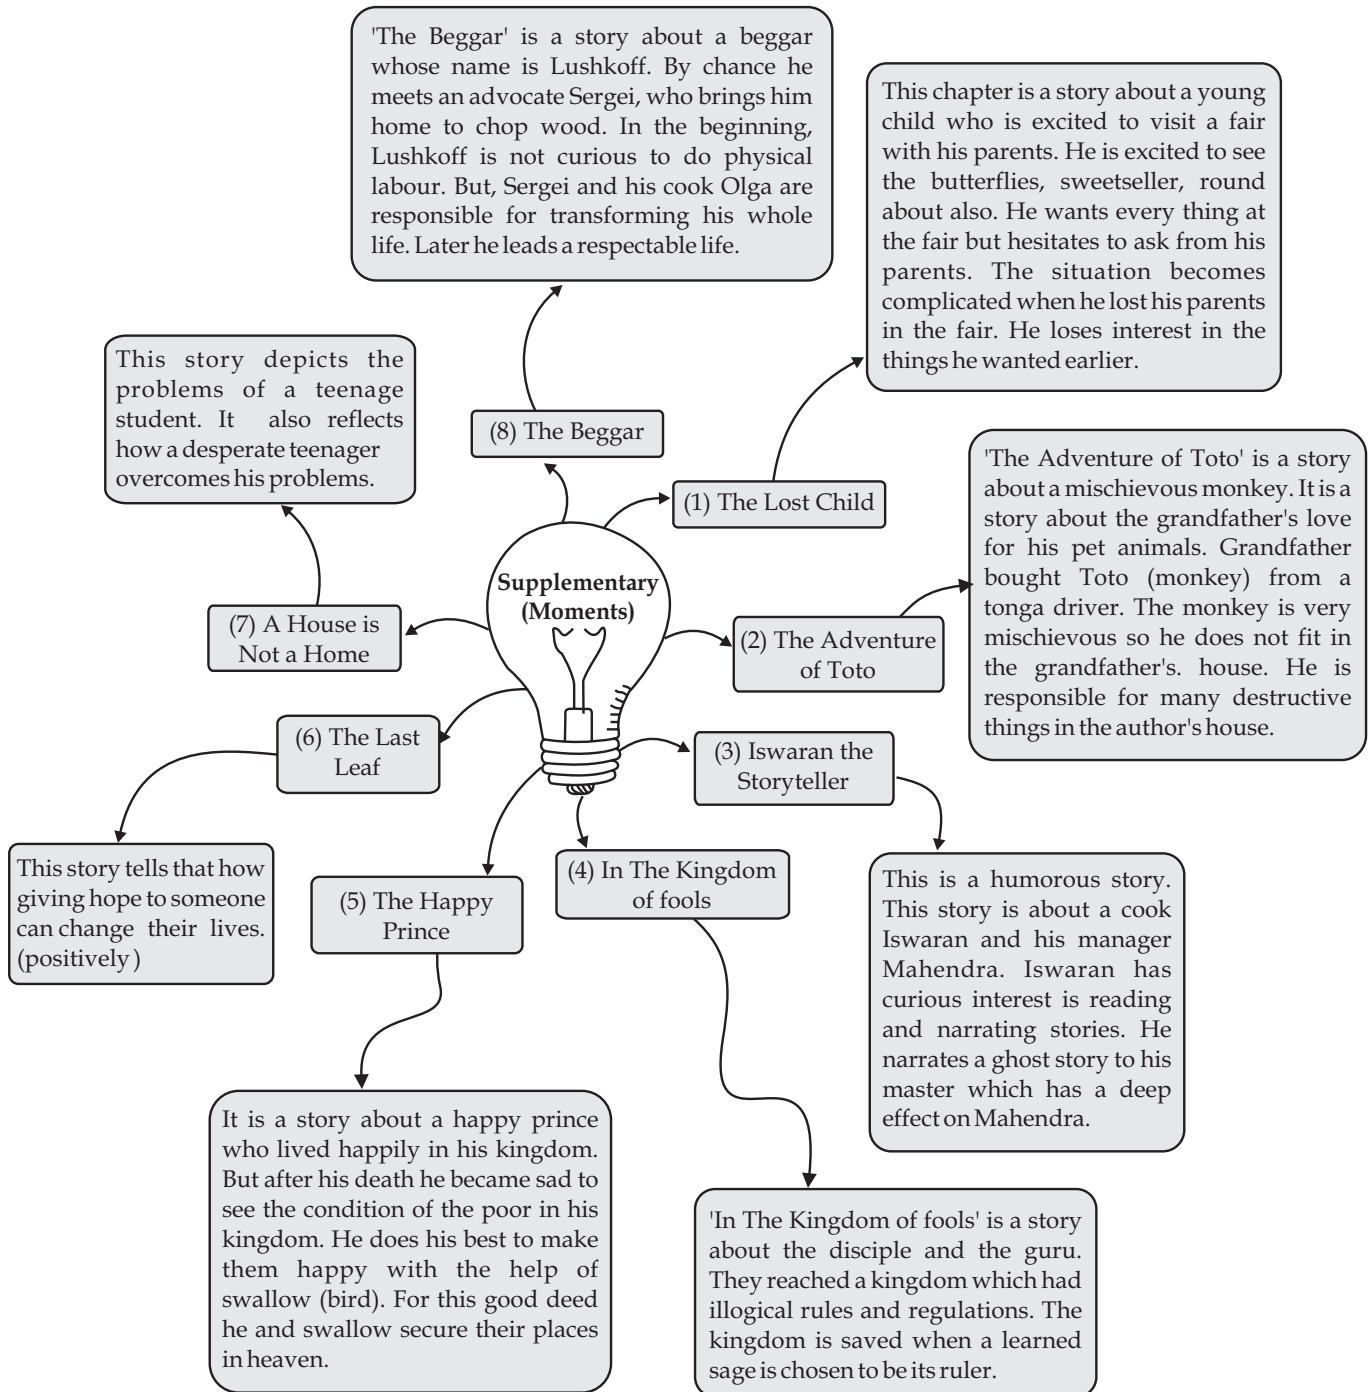 Supplementary
(Moments)
(1) The Lost Child
This chapter is a story about a young
child who is excited to visit a fair
with his parents. He is excited to see
the butterflies, sweetseller, round
about also. He wants every thing at
the fair but hesitates to ask from his
parents. The situation becomes
complicated when he lost his parents
in the fair. He loses interest in the
things he wanted earlier.
(2) The Adventure
of Toto
'The Adventure of Toto' is a story
about a mischievous monkey. It is a
story about the grandfather's love
for his pet animals. Grandfather
bought Toto (monkey) from a
tonga driver. The monkey is very
mischievous so he does not fit in
the grandfather's. house. He is
responsible for many destructive
things in the author's house.
(3) Iswaran the
Storyteller
This is a humorous story.
This story is about a cook
Iswaran and his manager
Mahendra. Iswaran has
curious interest is reading
and narrating stories. He
narrates a ghost story to his
master which has a deep
effect on Mahendra.
(4) In The Kingdom
of fools
'In The Kingdom of fools' is a story
about the disciple and the guru.
They reached a kingdom which had
illogical rules and regulations. The
kingdom is saved when a learned
sage is chosen to be its ruler.
(5) The Happy
Prince
It is a story about a happy prince
who lived happily in his kingdom.
But after his death he became sad to
see the condition of the poor in his
kingdom. He does his best to make
them happy with the help of
swallow (bird). For this good deed
he and swallow secure their places
in heaven.
(6) The Last
Leaf
This story tells that how
giving hope to someone
can change their lives.
(positively)
(7) A House is
Not a Home
This story depicts the
problems of a teenage
student. It also reflects
how a desperate teenager
overcomes his problems.
(8) The Beggar
'The Beggar' is a story about a beggar
whose name is Lushkoff. By chance he
meets an advocate Sergei, who brings him
home to chop wood. In the beginning,
Lushkoff is not curious to do physical
labour. But, Sergei and his cook Olga are
responsible for transforming his whole
life. Later he leads a respectable life.